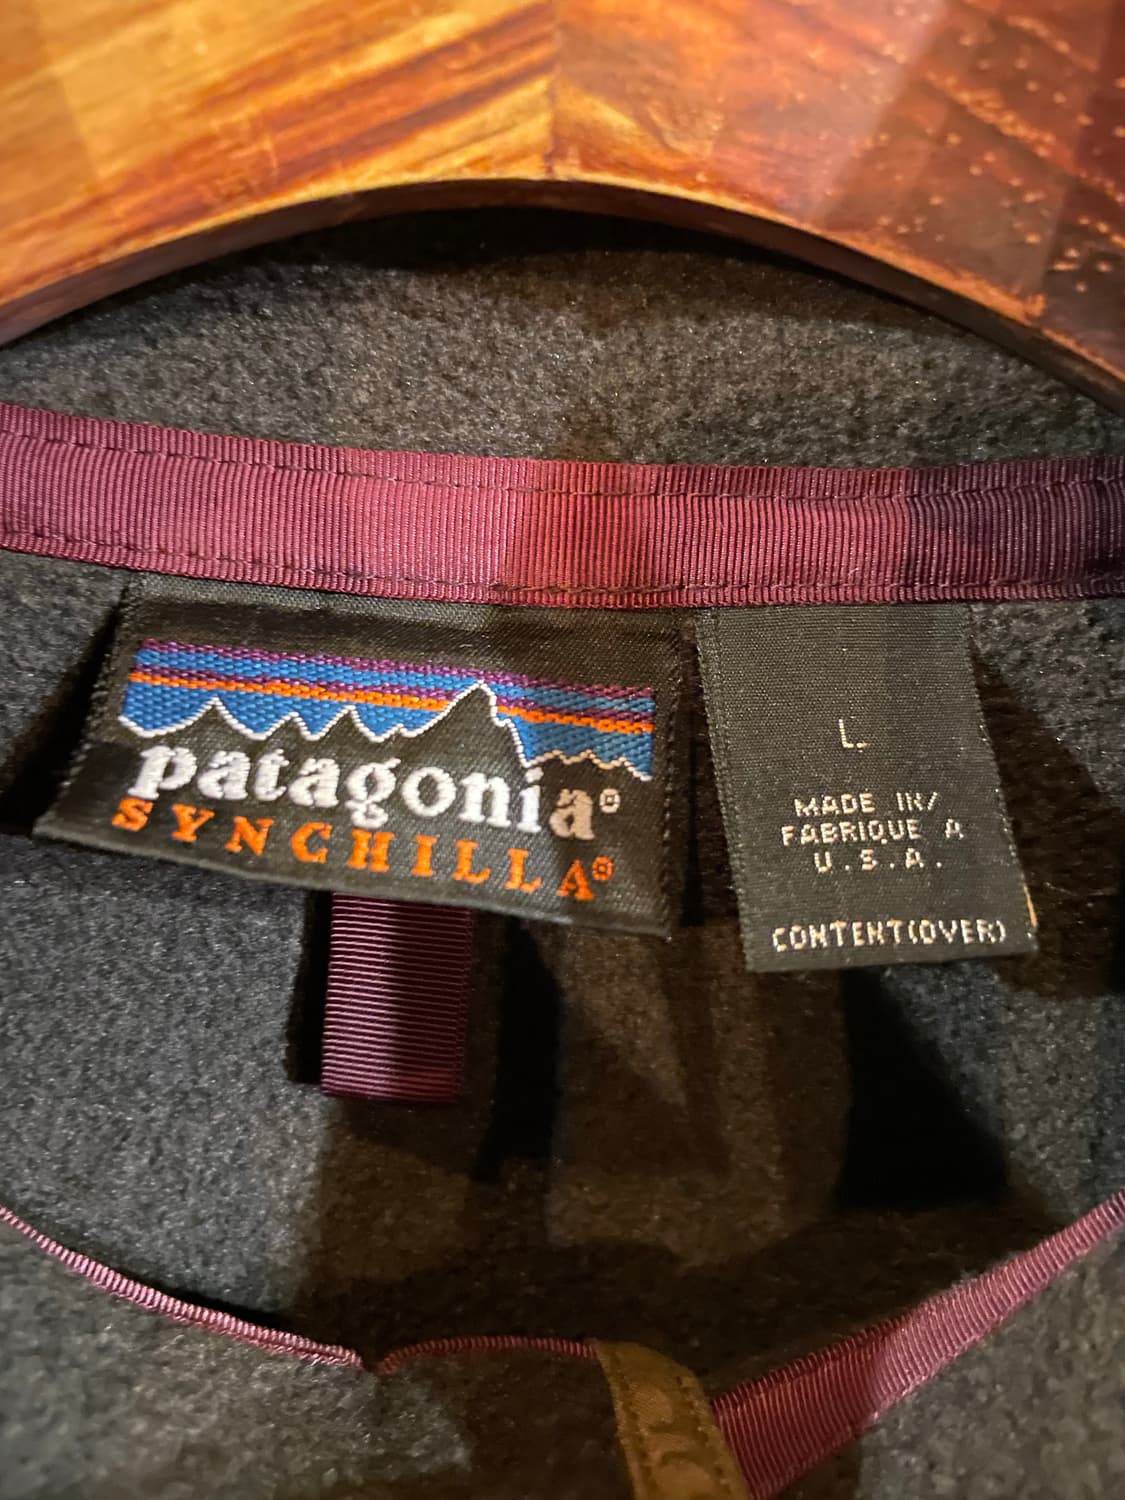 patagonia®
SYNCHILLA®
L.
MADE IN/
FABRIQUE A
U.S.A.
CONTENT(OVER)